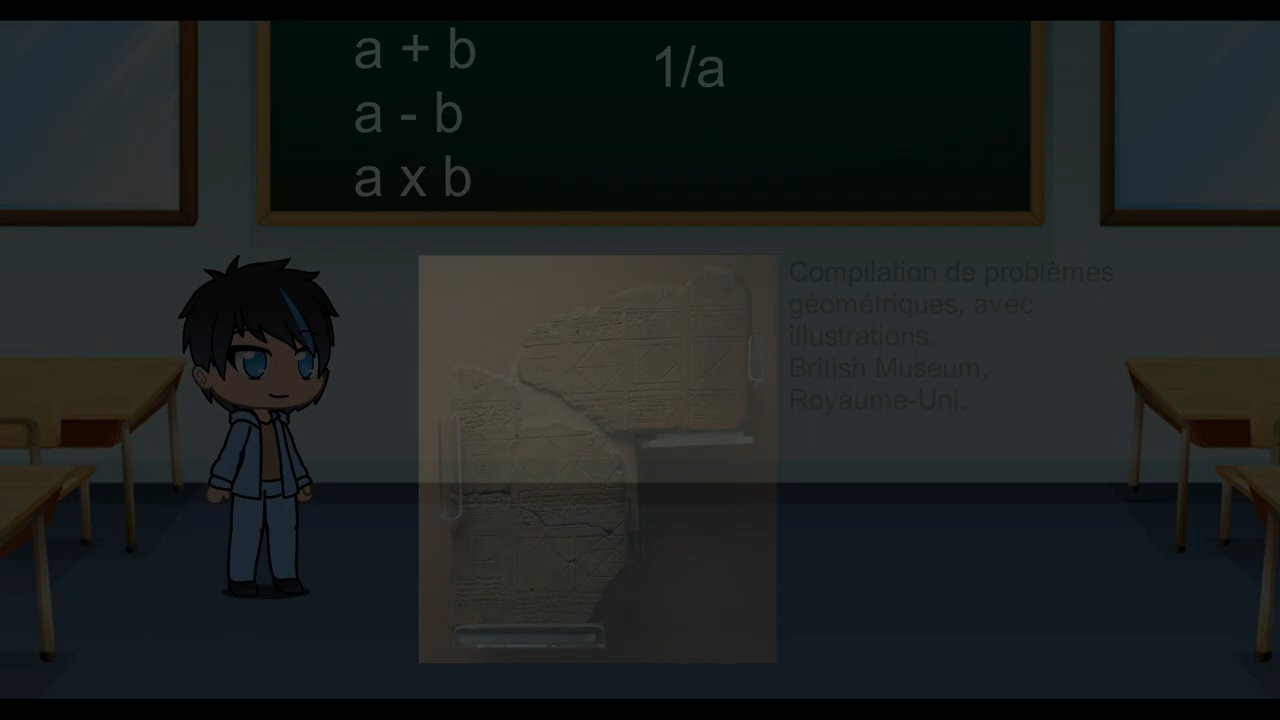 a + b
a - b
a x b
1/a
Compilation de problèmes
géométriques, avec
illustrations.
British Museum,
Royaume-Uni.